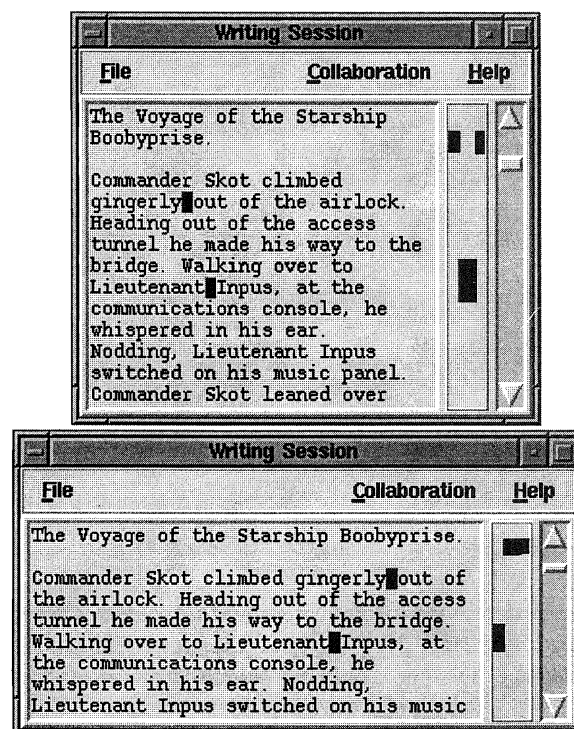 Writing Session
File Collaboration Help
The Voyage of the Starship
Boobyprise.
Commander Skot climbed
gingerly out of the airlock.
Heading out of the access
tunnel he made his way to the
bridge. Walking over to
Lieutenant Inpus, at the
communications console, he
whispered in his ear.
Nodding, Lieutenant Inpus
switched on his music panel.
Commander Skot leaned over
Writing Session
File Collaboration Help
The Voyage of the Starship Boobyprise.
Commander Skot climbed gingerly out of
the airlock. Heading out of the access
tunnel he made his way to the bridge.
Walking over to Lieutenant Inpus, at
the communications console, he
whispered in his ear. Nodding,
Lieutenant Inpus switched on his music